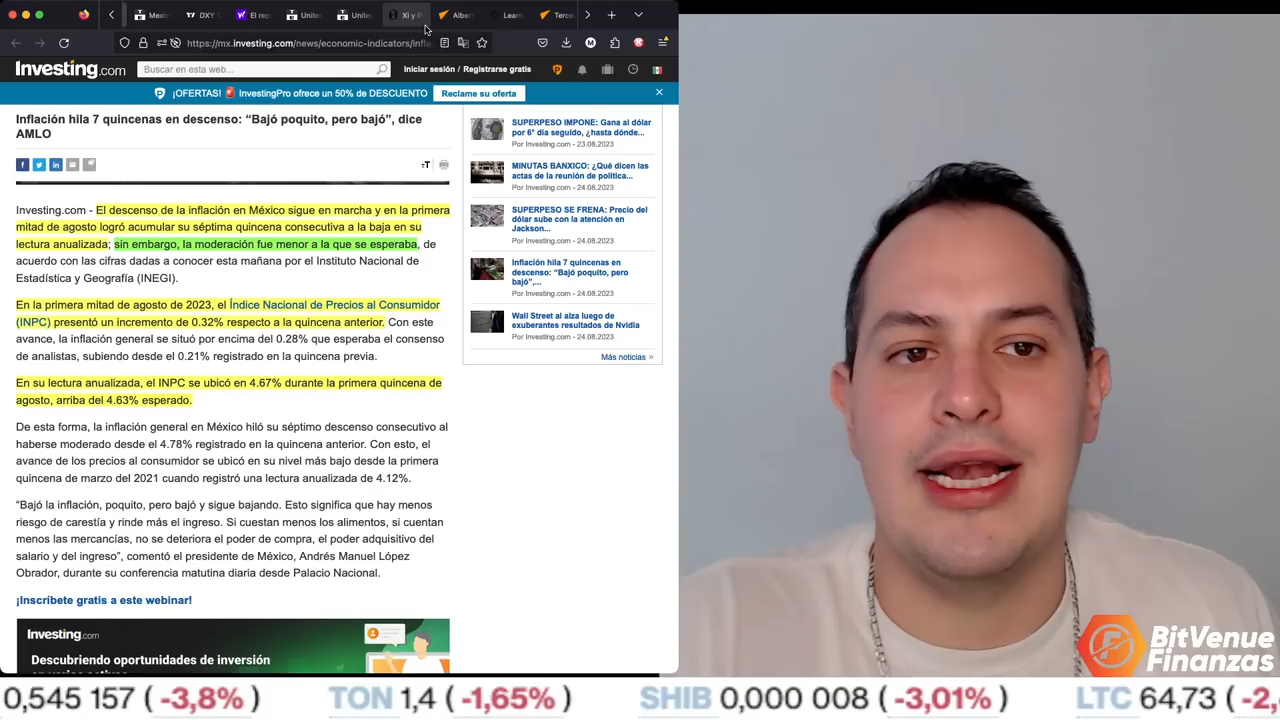 Mexic
DXY S
El rep
Unite
Unite
Xi y P
Albert
Learn
Terce
https://mx.investing.com/news/economic-indicators/infla
Investing.com
Buscar en esta web...
Iniciar sesión / Registrarse gratis
¡OFERTAS! InvestingPro ofrece un 50% de DESCUENTO
Reclame su oferta
Inflación hila 7 quincenas en descenso: “Bajó poquito, pero bajó”, dice
AMLO
Investing.com - El descenso de la inflación en México sigue en marcha y en la primera
mitad de agosto logró acumular su séptima quincena consecutiva a la baja en su
lectura anualizada; sin embargo, la moderación fue menor a la que se esperaba, de
acuerdo con las cifras dadas a conocer esta mañana por el Instituto Nacional de
Estadística y Geografía (INEGI).
En la primera mitad de agosto de 2023, el Índice Nacional de Precios al Consumidor
(INPC) presentó un incremento de 0.32% respecto a la quincena anterior. Con este
avance, la inflación general se situó por encima del 0.28% que esperaba el consenso
de analistas, subiendo desde el 0.21% registrado en la quincena previa.
En su lectura anualizada, el INPC se ubicó en 4.67% durante la primera quincena de
agosto, arriba del 4.63% esperado.
De esta forma, la inflación general en México hiló su séptimo descenso consecutivo al
haberse moderado desde el 4.78% registrado en la quincena anterior. Con esto, el
avance de los precios al consumidor se ubicó en su nivel más bajo desde la primera
quincena de marzo del 2021 cuando registró una lectura anualizada de 4.12%.
“Bajó la inflación, poquito, pero bajó y sigue bajando. Esto significa que hay menos
riesgo de carestía y rinde más el ingreso. Si cuestan menos los alimentos, si cuentan
menos las mercancías, no se deteriora el poder de compra, el poder adquisitivo del
salario y del ingreso”, comentó el presidente de México, Andrés Manuel López
Obrador, durante su conferencia matutina diaria desde Palacio Nacional.
¡Inscríbete gratis a este webinar!
Investing.com
Descubriendo oportunidades de inversión
SUPERPESO IMPONE: Gana al dólar
por 6° día seguido, ¿hasta dónde...
Por Investing.com - 23.08.2023
MINUTAS BANXICO: ¿Qué dicen las
actas de la reunión de política...
Por Investing.com - 24.08.2023
SUPERPESO SE FRENA: Precio del
dólar sube con la atención en
Jackson...
Por Investing.com - 24.08.2023
Inflación hila 7 quincenas en
descenso: “Bajó poquito, pero
bajó”,...
Por Investing.com - 24.08.2023
Wall Street al alza luego de
exuberantes resultados de Nvidia
Por Investing.com - 24.08.2023
Más noticias »
BitVenue
Finanzas
0,545 157 ( -3,8% ) TON 1,4 ( -1,65% ) SHIB 0,000 008 ( -3,01% ) LTC 64,73 ( -2,